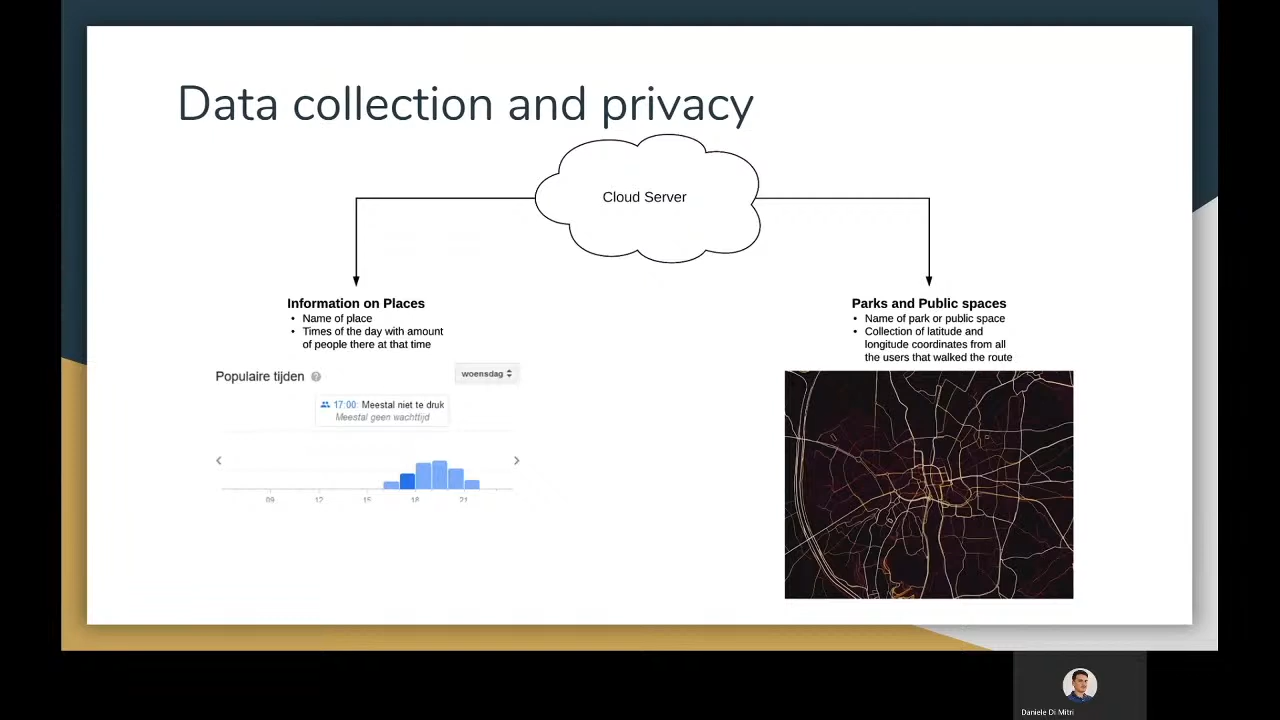 Data collection and privacy
Cloud Server
Information on Places
• Name of place
• Times of the day with amount
of people there at that time
Populaire tijden ?
woensdag
17:00: Meestal niet te druk
Meestal geen wachttijd
09 12 15 18 21
Parks and Public spaces
• Name of park or public space
• Collection of latitude and
longitude coordinates from all
the users that walked the route
Daniele Di Mitri